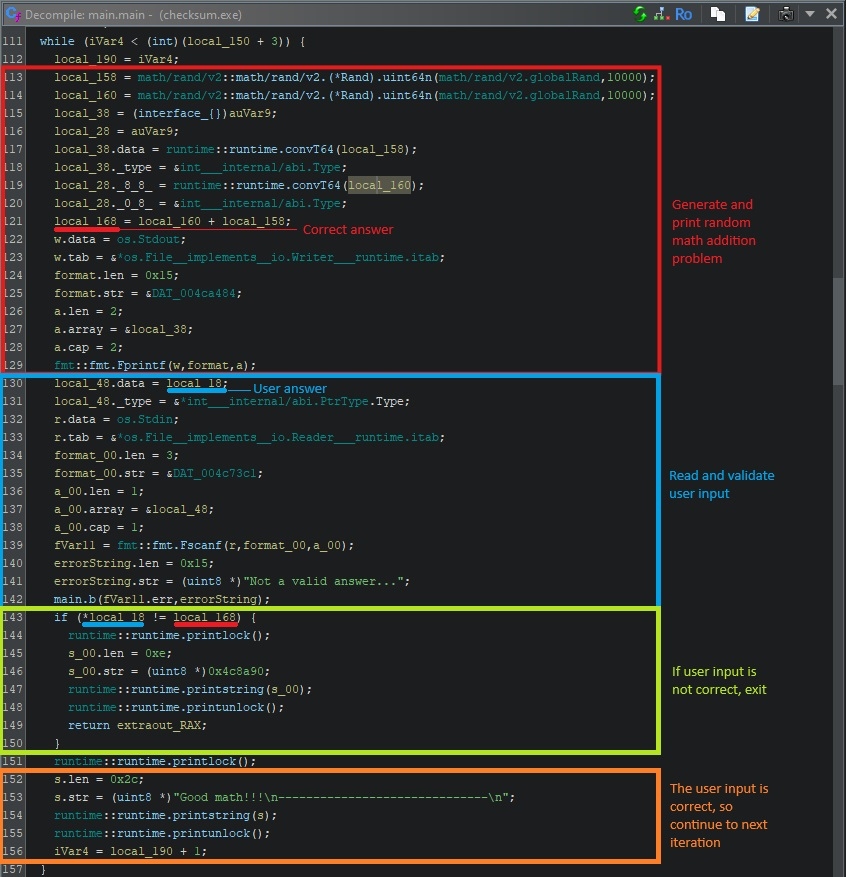 Decompile: main.main - (checksum.exe)
Ro
111 while (iVar4 < (int)(local_150 + 3)) {
112 local_190 = iVar4;
113 local_158 = math/rand/v2::math/rand/v2.(*Rand).uint64n(math/rand/v2.globalRand,10000);
114 local_160 = math/rand/v2::math/rand/v2.(*Rand).uint64n(math/rand/v2.globalRand,10000);
115 local_38 = (interface_{})auVar9;
116 local_28 = auVar9;
117 local_38.data = runtime::runtime.convT64(local_158);
118 local_38._type = &int___internal/abi.Type;
119 local_28._8_8_ = runtime::runtime.convT64(local_160);
120 local_28._0_8_ = &int___internal/abi.Type;
121 local_168 = local_160 + local_158;
122 w.data = os.Stdout;
123 w.tab = &*os.File__implements__io.Writer___runtime.itab;
124 format.len = 0x15;
125 format.str = &DAT_004ca484;
126 a.len = 2;
127 a.array = &local_38;
128 a.cap = 2;
129 fmt::fmt.Fprintf(w,format,a);
Correct answer
Generate and
print random
math addition
problem
130 local_48.data = local_18;
131 local_48._type = &*int___internal/abi.PtrType.Type;
132 r.data = os.Stdin;
133 r.tab = &*os.File__implements__io.Reader___runtime.itab;
134 format_00.len = 3;
135 format_00.str = &DAT_004c73c1;
136 a_00.len = 1;
137 a_00.array = &local_48;
138 a_00.cap = 1;
139 fVar11 = fmt::fmt.Fscanf(r,format_00,a_00);
140 errorString.len = 0x15;
141 errorString.str = (uint8 *)"Not a valid answer...";
142 main.b(fVar11.err,errorString);
User answer
Read and validate
user input
143 if (*local_18 != local_168) {
144 runtime::runtime.printlock();
145 s_00.len = 0xe;
146 s_00.str = (uint8 *)0x4c8a90;
147 runtime::runtime.printstring(s_00);
148 runtime::runtime.printunlock();
149 return extraout_RAX;
150 }
If user input is
not correct, exit
151 runtime::runtime.printlock();
152 s.len = 0x2c;
153 s.str = (uint8 *)"Good math!!!\n------------------------------\n";
154 runtime::runtime.printstring(s);
155 runtime::runtime.printunlock();
156 iVar4 = local_190 + 1;
157 }
The user input is
correct, so
continue to next
iteration